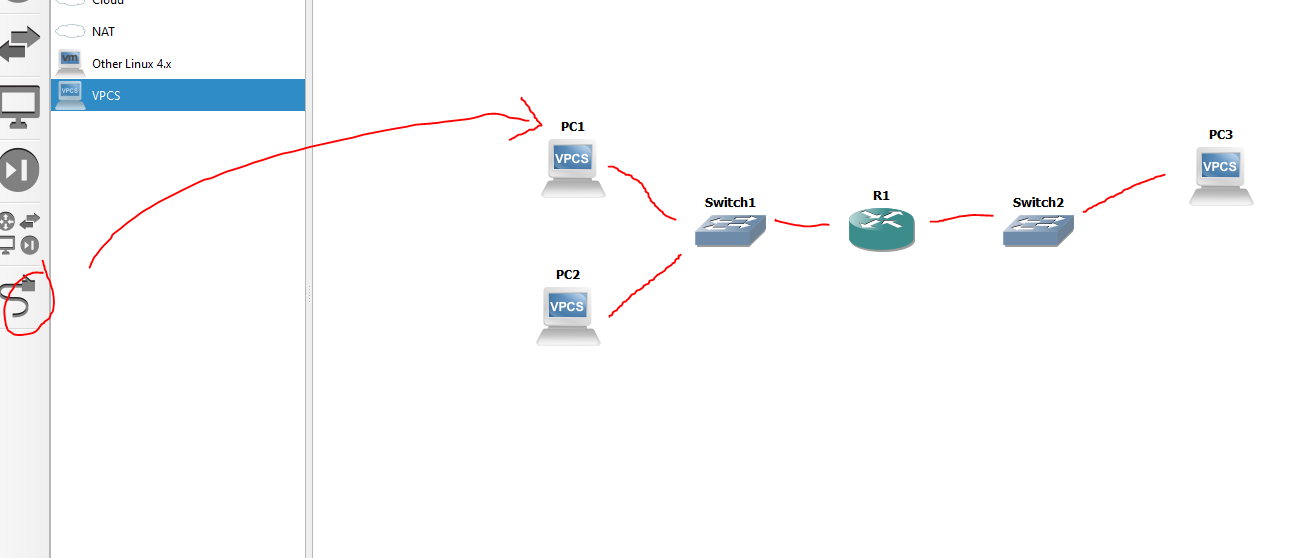 Cloud
NAT
vm
Other Linux 4.x
VPCS
VPCS
PC1
VPCS
PC2
VPCS
Switch1
R1
Switch2
PC3
VPCS